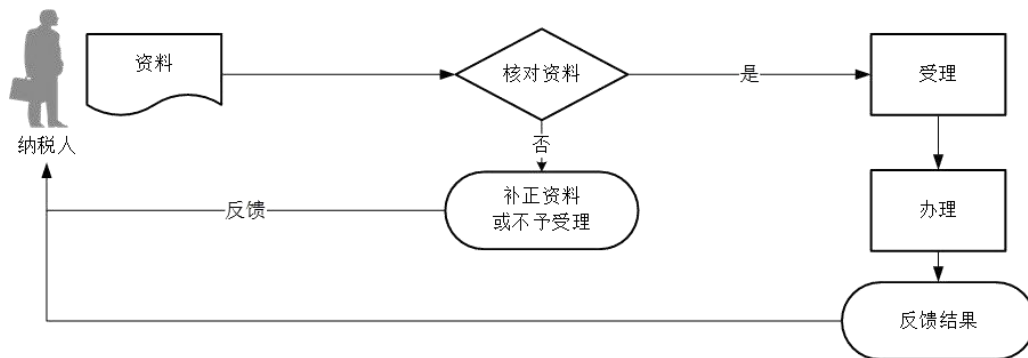 资料
核对资料
是
受理
纳税人
否
补正资料
或不予受理
反馈
办理
反馈结果